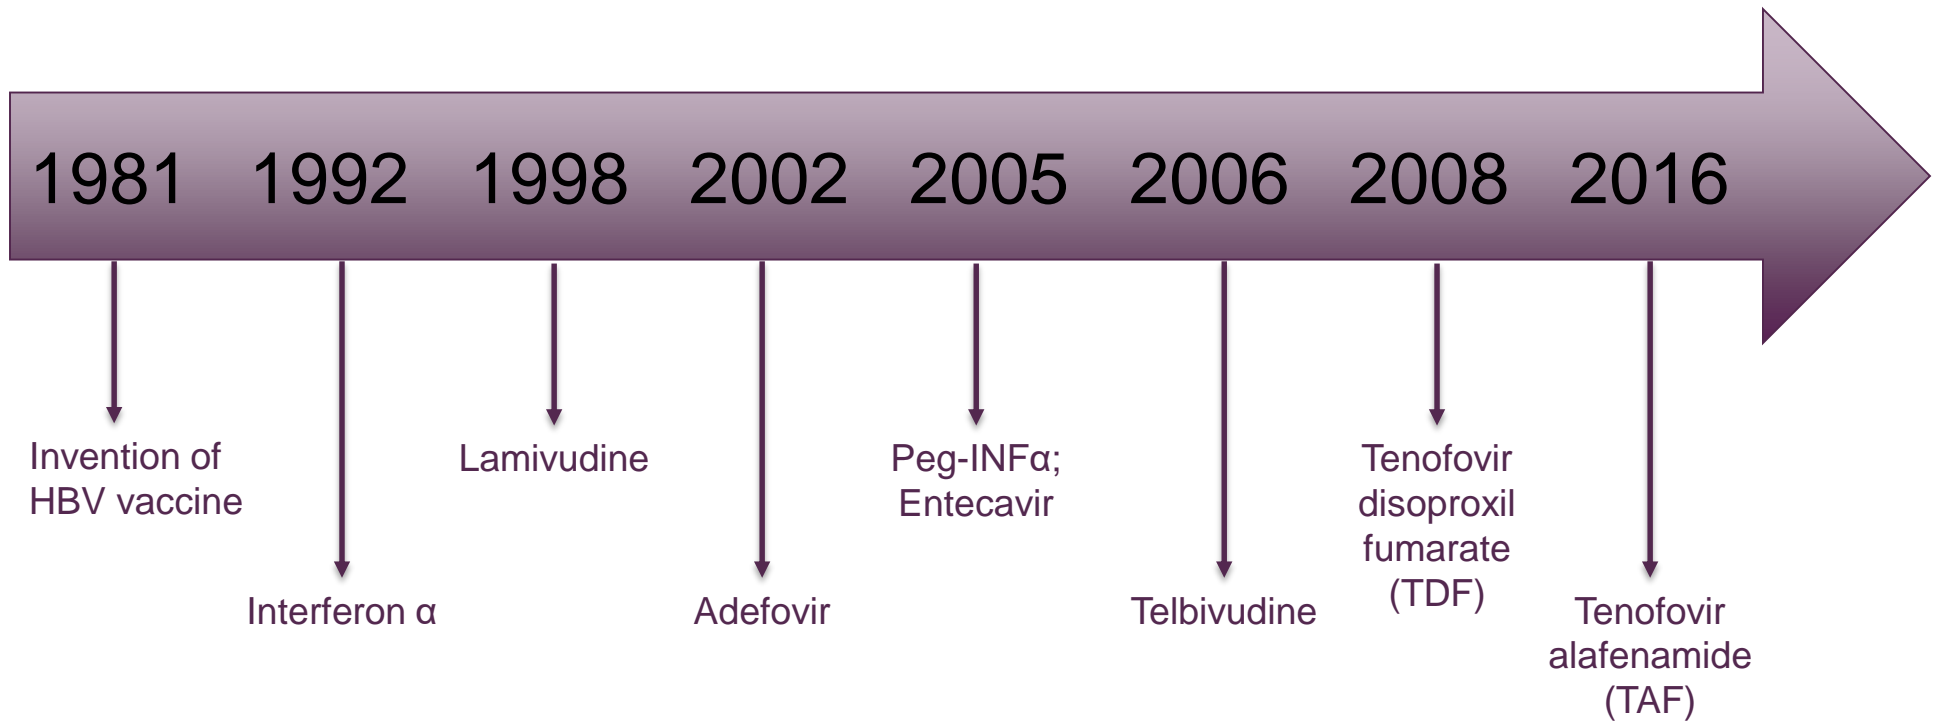 1981 1992 1998 2002 2005 2006 2008 2016
Invention of
HBV vaccine
Interferon α
Lamivudine
Adefovir
Peg-INFα;
Entecavir
Telbivudine
Tenofovir
disoproxil
fumarate
(TDF)
Tenofovir
alafenamide
(TAF)